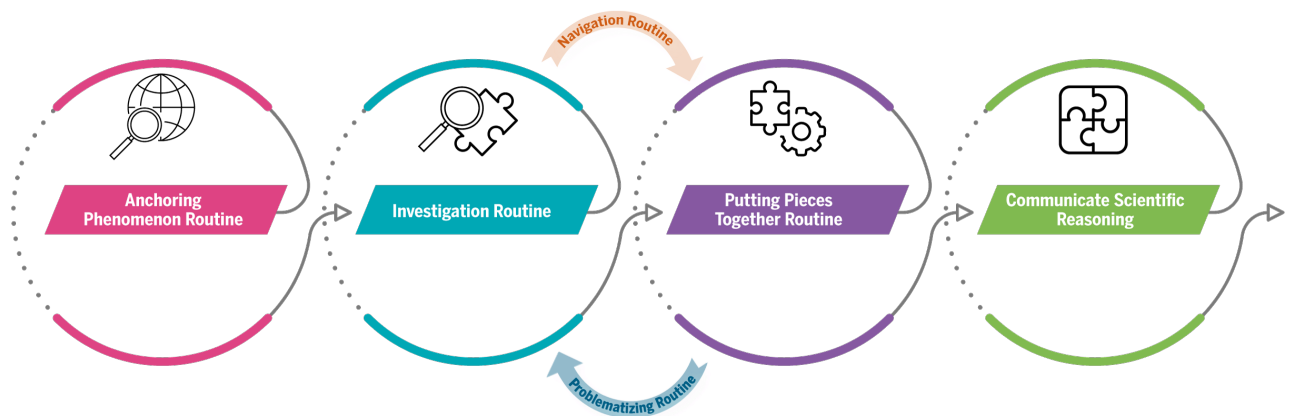 Navigation Routine
Anchoring
Phenomenon Routine
Investigation Routine
Putting Pieces
Together Routine
Communicate Scientific
Reasoning
Problematizing Routine